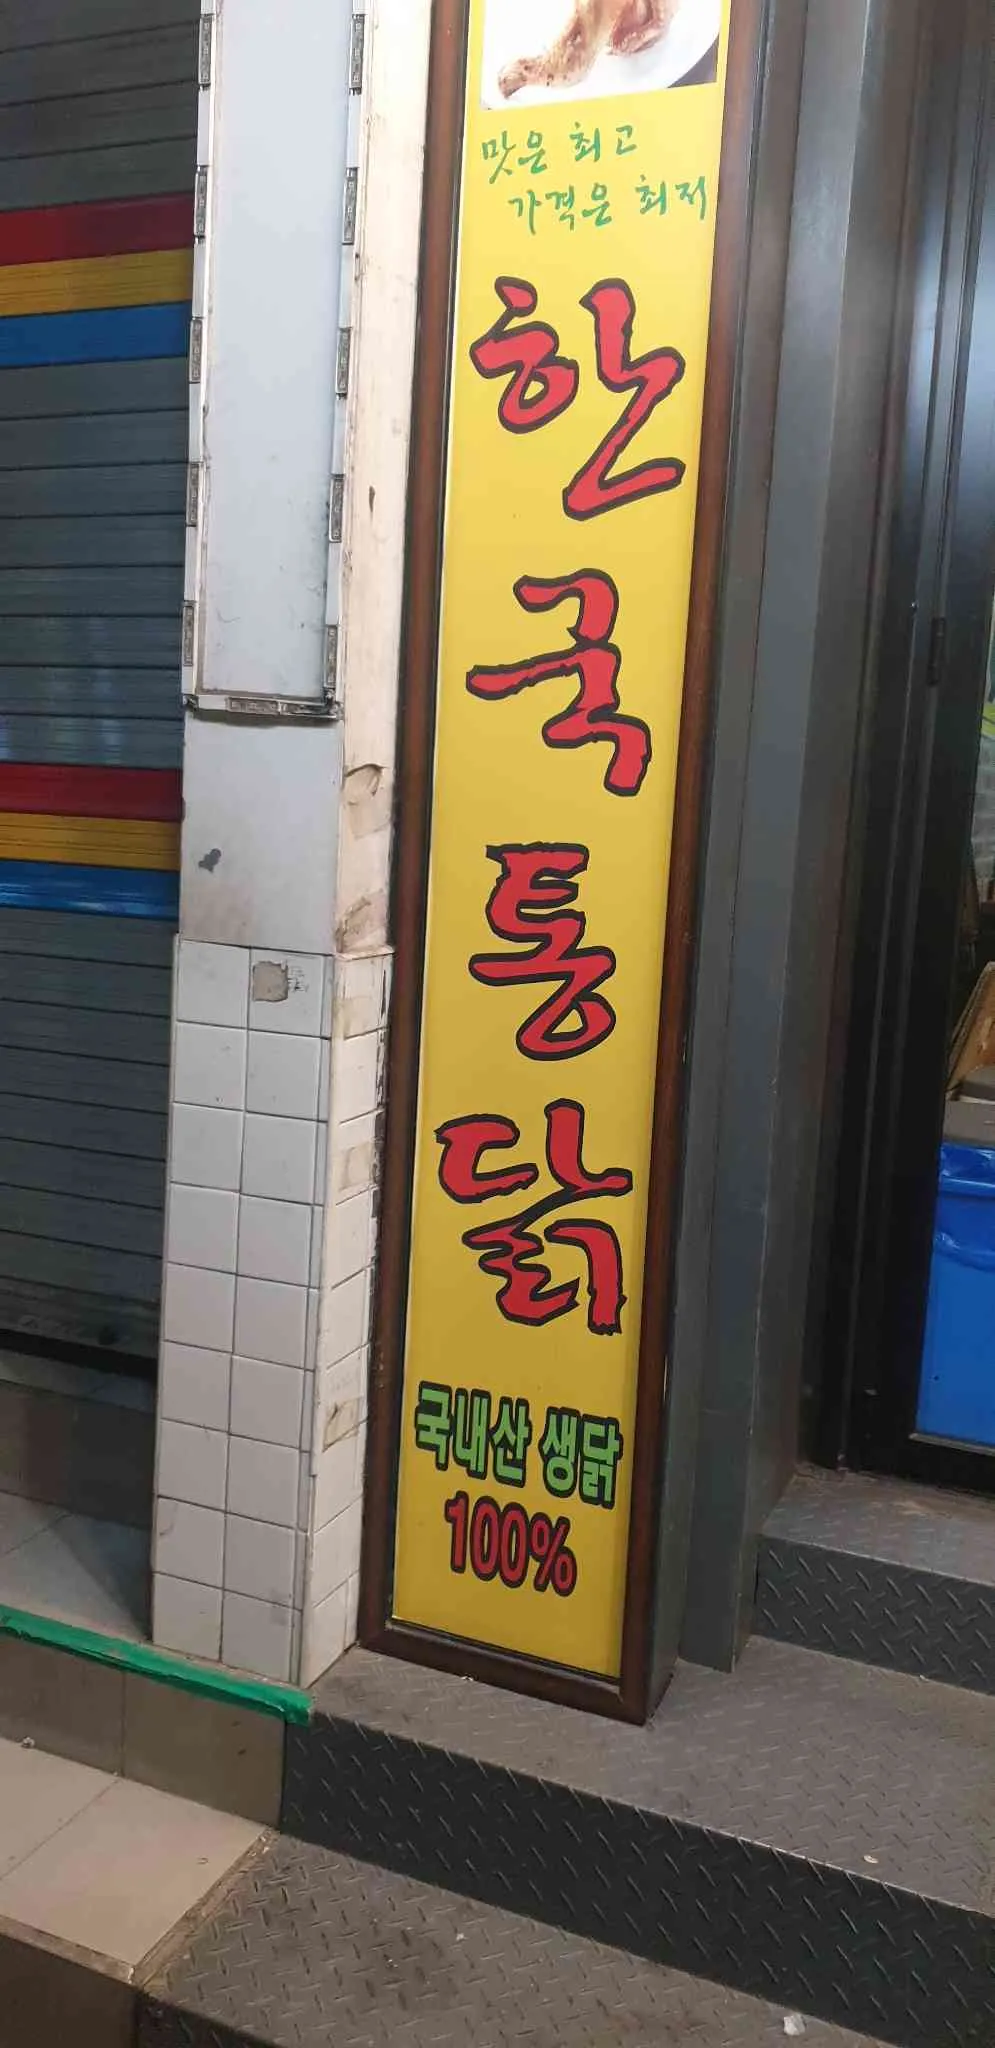 맛은 최고
가격은 최저
한국통닭
국내산 생닭
100%